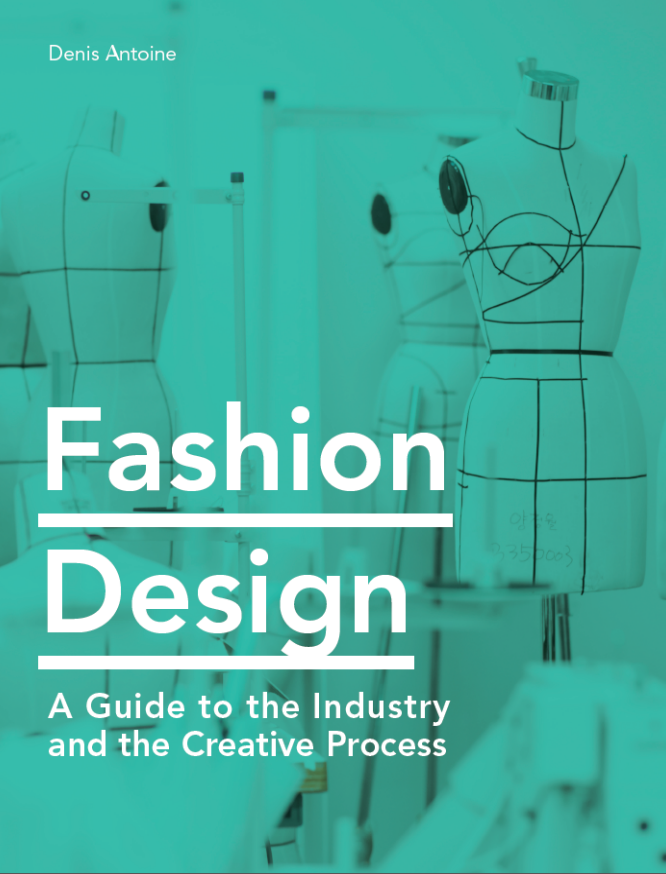 Denis Antoine
Fashion
Design
A Guide to the Industry
and the Creative Process